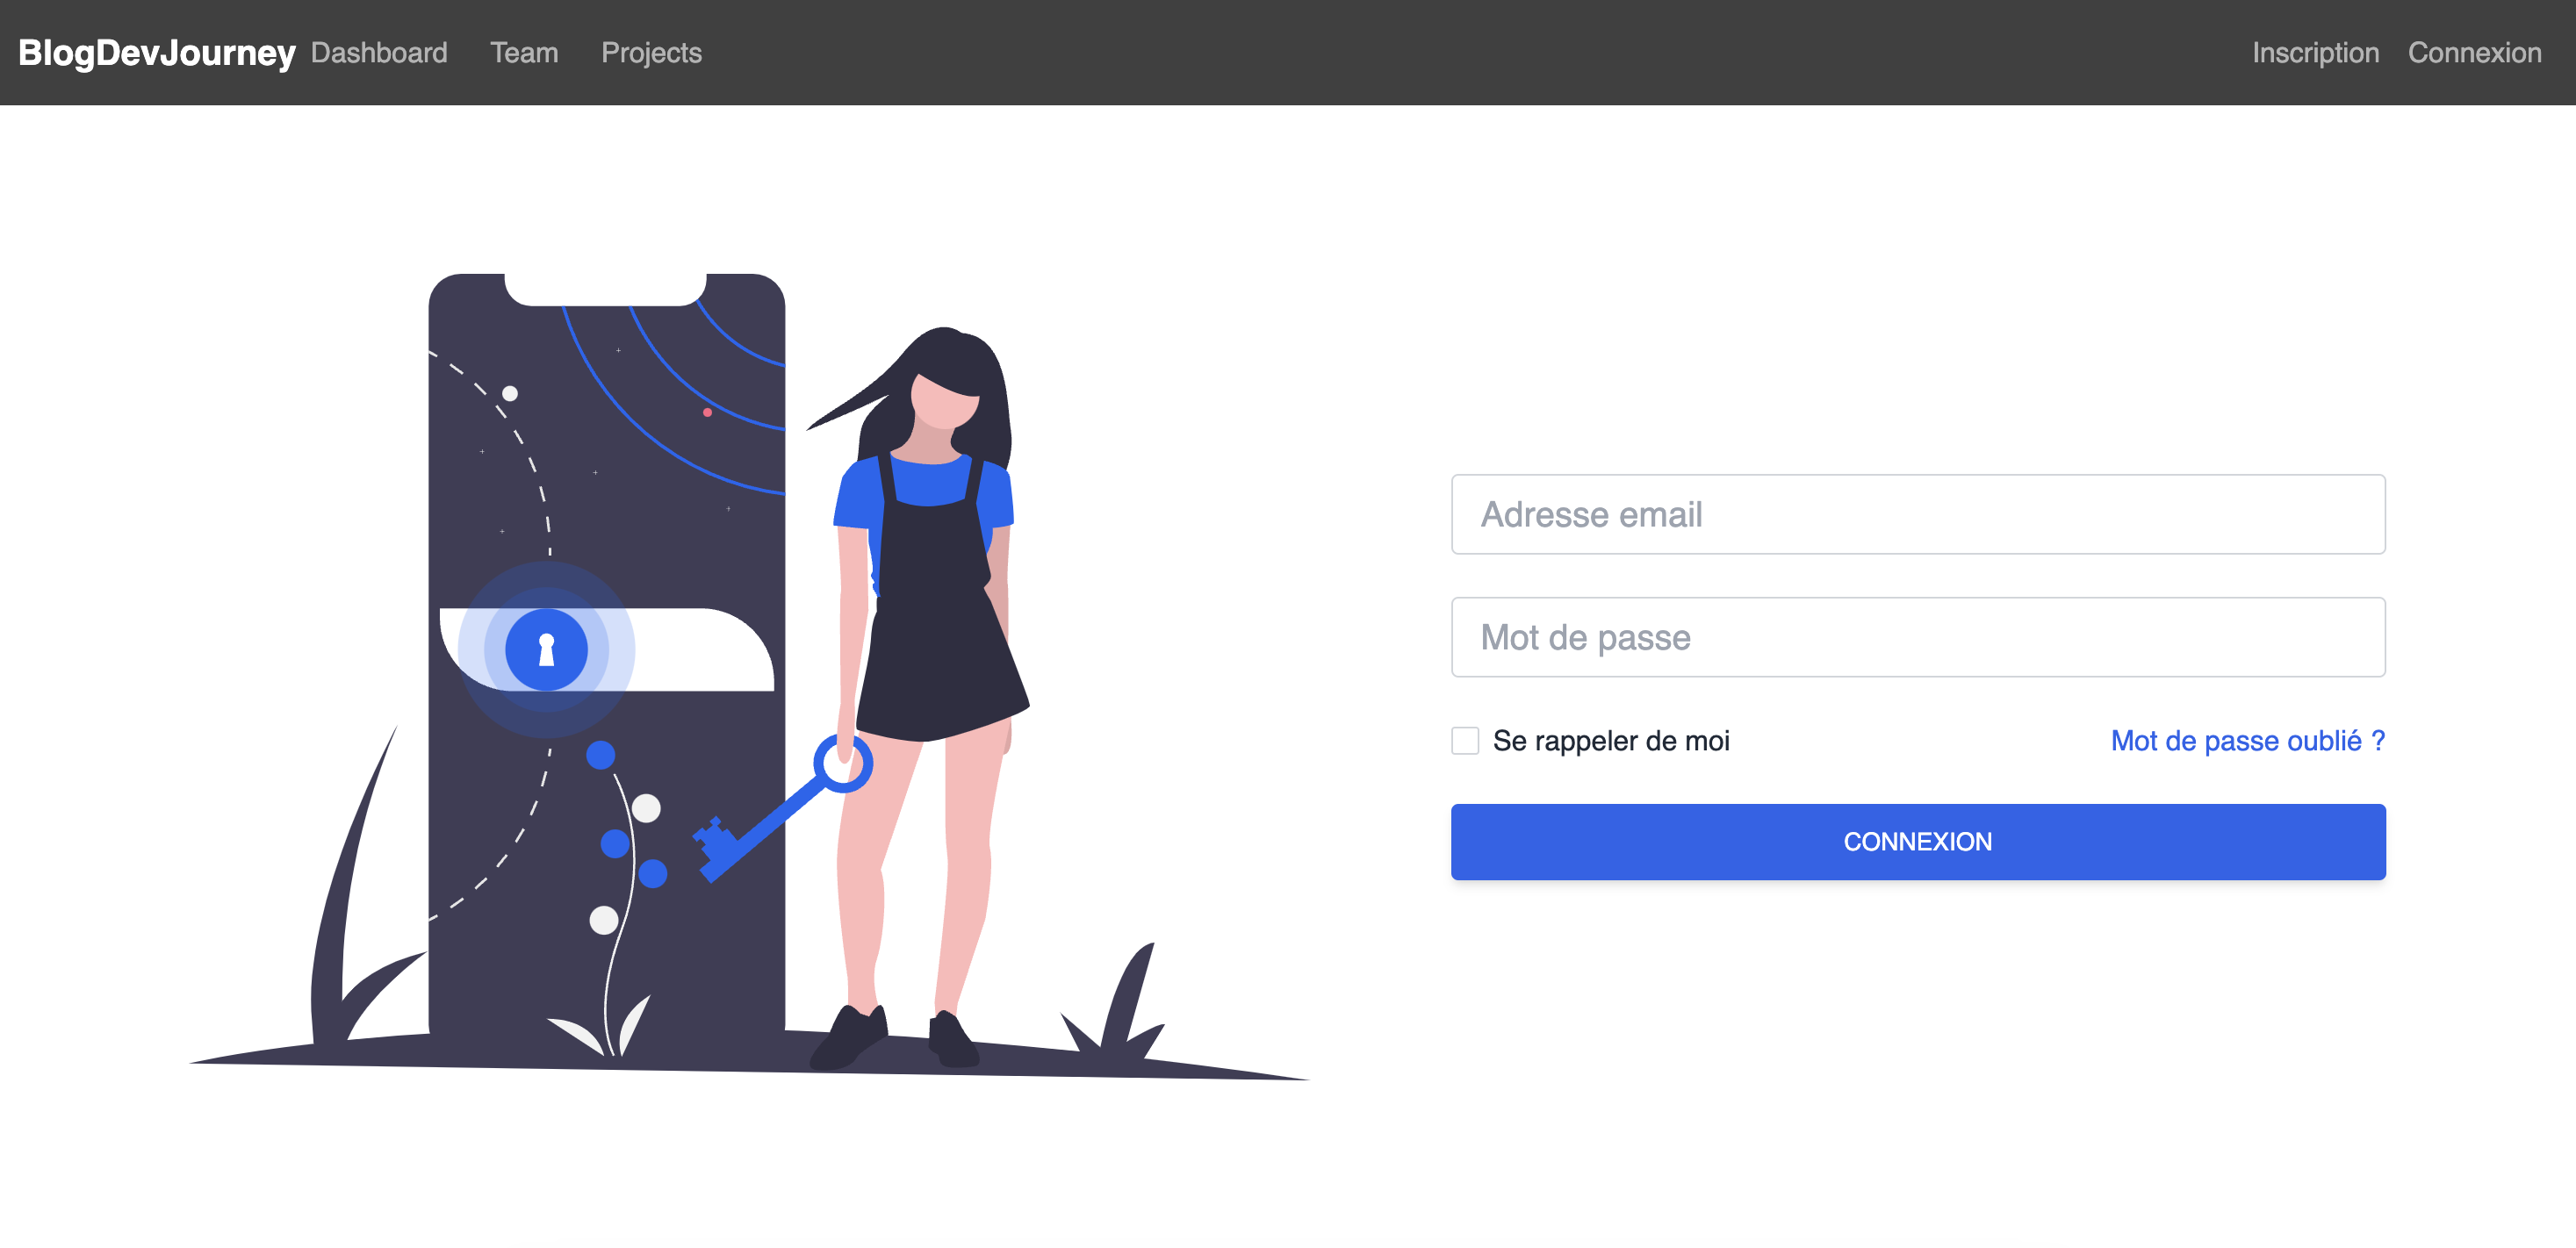 BlogDevJourney Dashboard Team Projects Inscription Connexion
Adresse email
Mot de passe
Se rappeler de moi Mot de passe oublié ?
CONNEXION